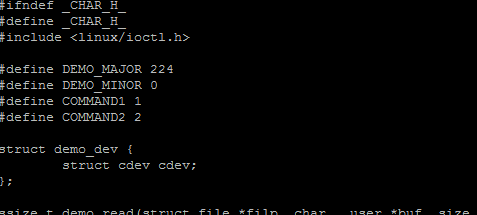 #ifndef _CHAR_H_
#define _CHAR_H_
#include <linux/ioctl.h>
#define DEMO_MAJOR 224
#define DEMO_MINOR 0
#define COMMAND1 1
#define COMMAND2 2
struct demo_dev {
struct cdev cdev;
};
ssize_t demo_read(struct file *filp, char __user *buf, size